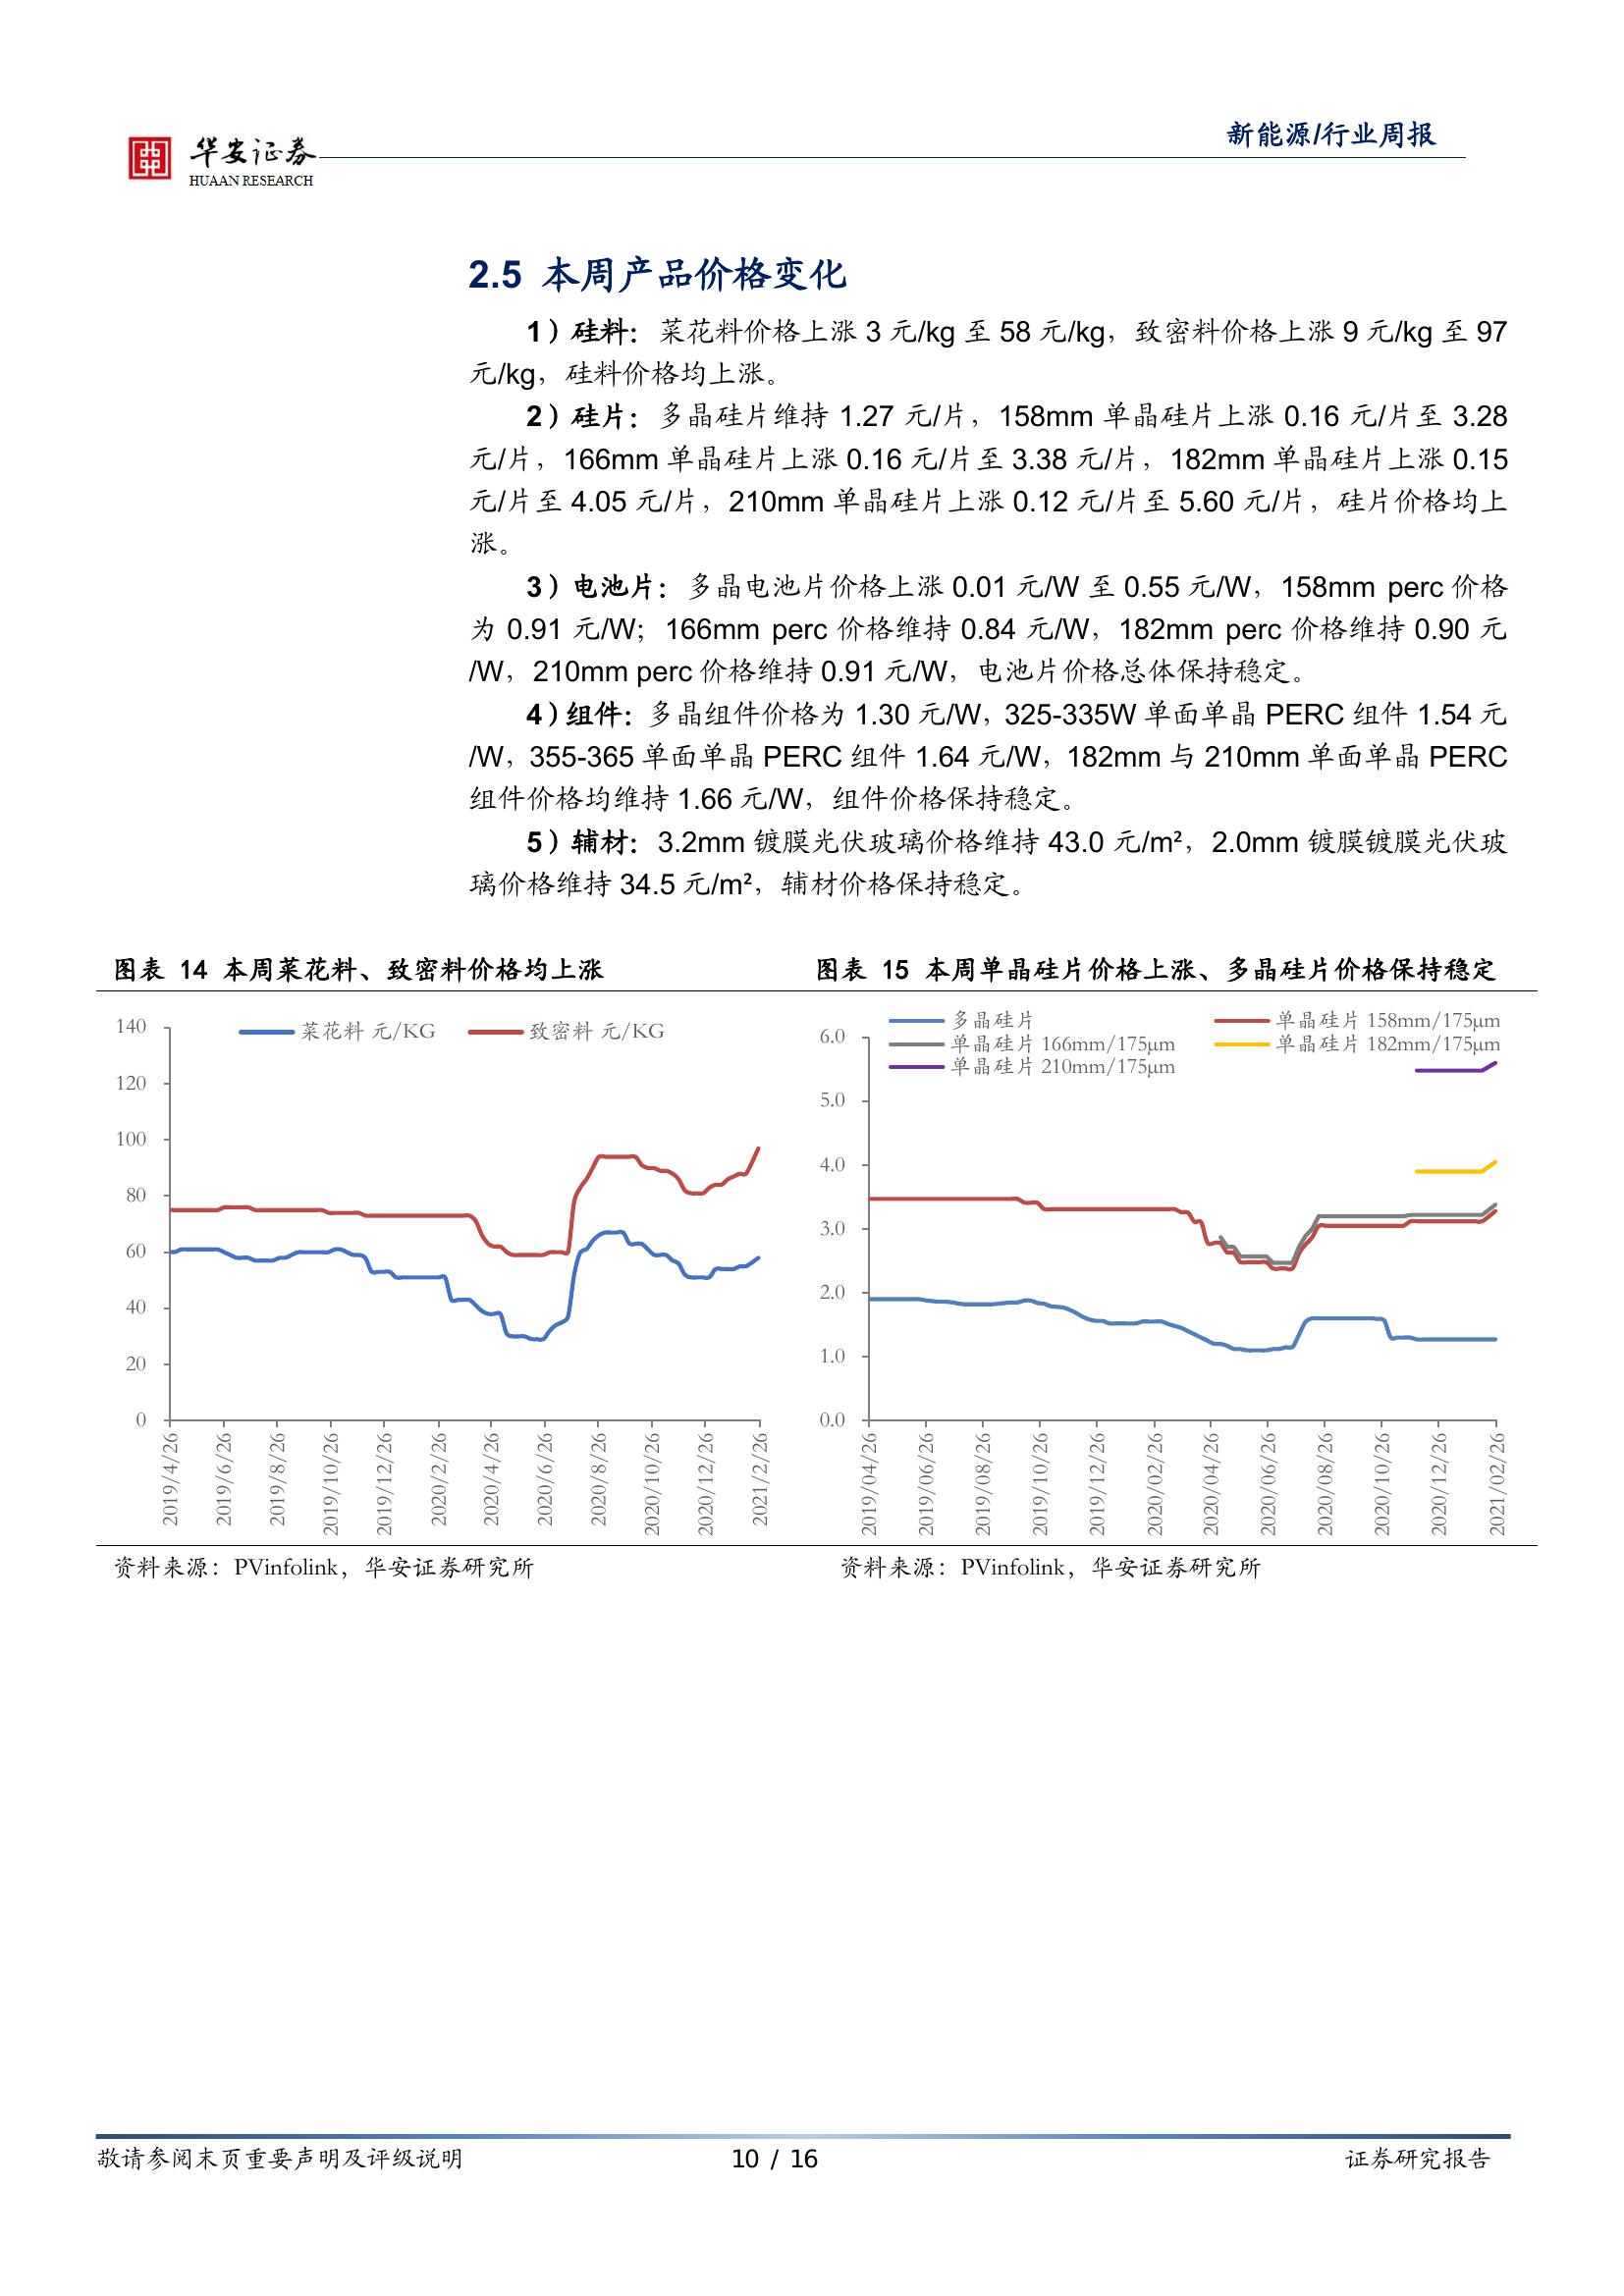 华安证券
HUAAN RESEARCH
新能源/行业周报
2.5 本周产品价格变化
1）硅料：菜花料价格上涨 3 元/kg 至 58 元/kg，致密料价格上涨 9 元/kg 至 97
元/kg，硅料价格均上涨。
2）硅片：多晶硅片维持 1.27 元/片，158mm 单晶硅片上涨 0.16 元/片至 3.28
元/片，166mm 单晶硅片上涨 0.16 元/片至 3.38 元/片，182mm 单晶硅片上涨 0.15
元/片至 4.05 元/片，210mm 单晶硅片上涨 0.12 元/片至 5.60 元/片，硅片价格均上
涨。
3）电池片：多晶电池片价格上涨 0.01 元/W 至 0.55 元/W，158mm perc 价格
为 0.91 元/W；166mm perc 价格维持 0.84 元/W，182mm perc 价格维持 0.90 元
/W，210mm perc 价格维持 0.91 元/W，电池片价格总体保持稳定。
4）组件：多晶组件价格为 1.30 元/W，325-335W 单面单晶 PERC 组件 1.54 元
/W，355-365 单面单晶 PERC 组件 1.64 元/W，182mm 与 210mm 单面单晶 PERC
组件价格均维持 1.66 元/W，组件价格保持稳定。
5）辅材：3.2mm 镀膜光伏玻璃价格维持 43.0 元/m²，2.0mm 镀膜镀膜光伏玻
璃价格维持 34.5 元/m²，辅材价格保持稳定。
图表 14 本周菜花料、致密料价格均上涨
菜花料 元/KG
致密料 元/KG
140
120
100
80
60
40
20
0
2019/4/26
2019/6/26
2019/8/26
2019/10/26
2019/12/26
2020/2/26
2020/4/26
2020/6/26
2020/8/26
2020/10/26
2020/12/26
2021/2/26
资料来源：PVinfolink，华安证券研究所
图表 15 本周单晶硅片价格上涨、多晶硅片价格保持稳定
多晶硅片
单晶硅片 158mm/175μm
单晶硅片 166mm/175μm
单晶硅片 182mm/175μm
单晶硅片 210mm/175μm
6.0
5.0
4.0
3.0
2.0
1.0
0.0
2019/04/26
2019/06/26
2019/08/26
2019/10/26
2019/12/26
2020/02/26
2020/04/26
2020/06/26
2020/08/26
2020/10/26
2020/12/26
2021/02/26
资料来源：PVinfolink，华安证券研究所
敬请参阅末页重要声明及评级说明
10 / 16
证券研究报告